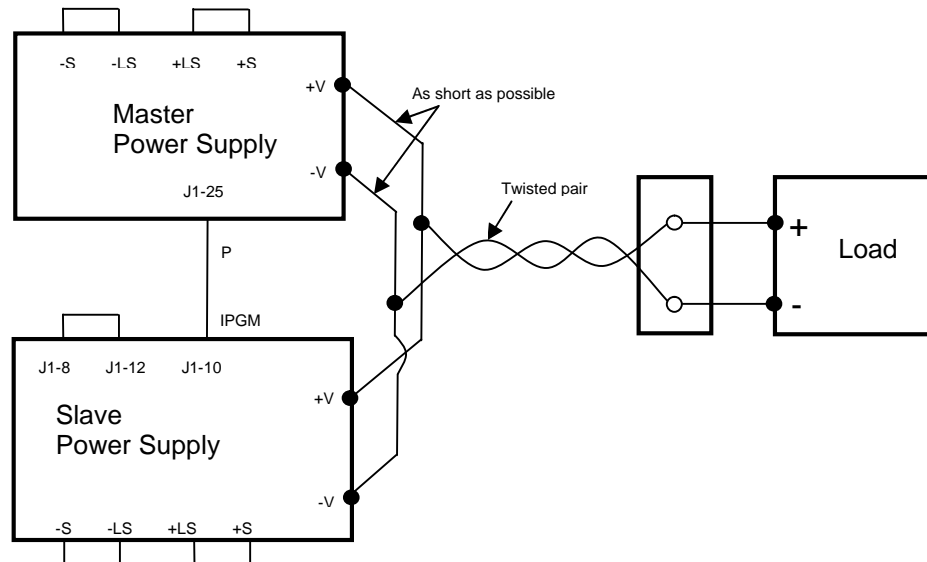 -S -LS +LS +S
+V
As short as possible
Master
Power Supply
-V
J1-25
Twisted pair
+
Load
-
P
IPGM
J1-8 J1-12 J1-10
+V
Slave
Power Supply
-V
-S -LS +LS +S